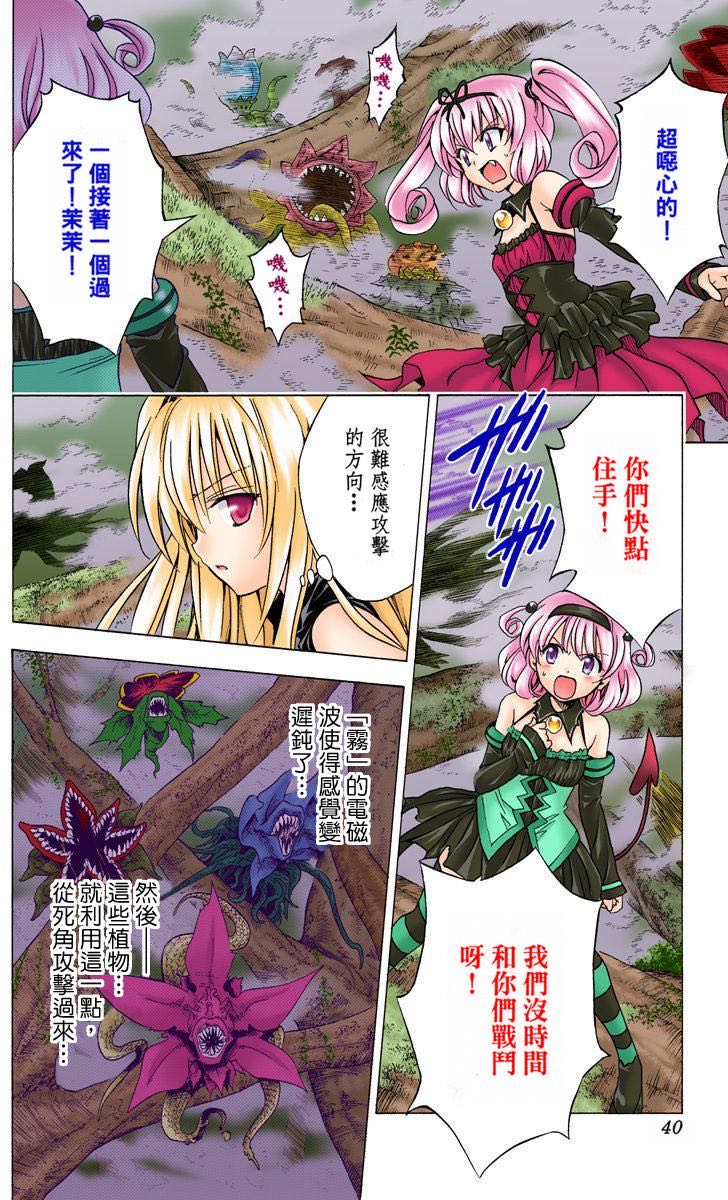 超噁心的！
嘰嘰…
嘰嘰…
一個接著一個過
來了！茉茉！
你們快點
住手！
我們沒時間
和你們戰鬥
呀！
很難感應攻擊
的方向…
「霧」的電磁
波使得感覺變
遲鈍了…
然後——
這些植物…
就利用這一點，
從死角攻擊過來…
40